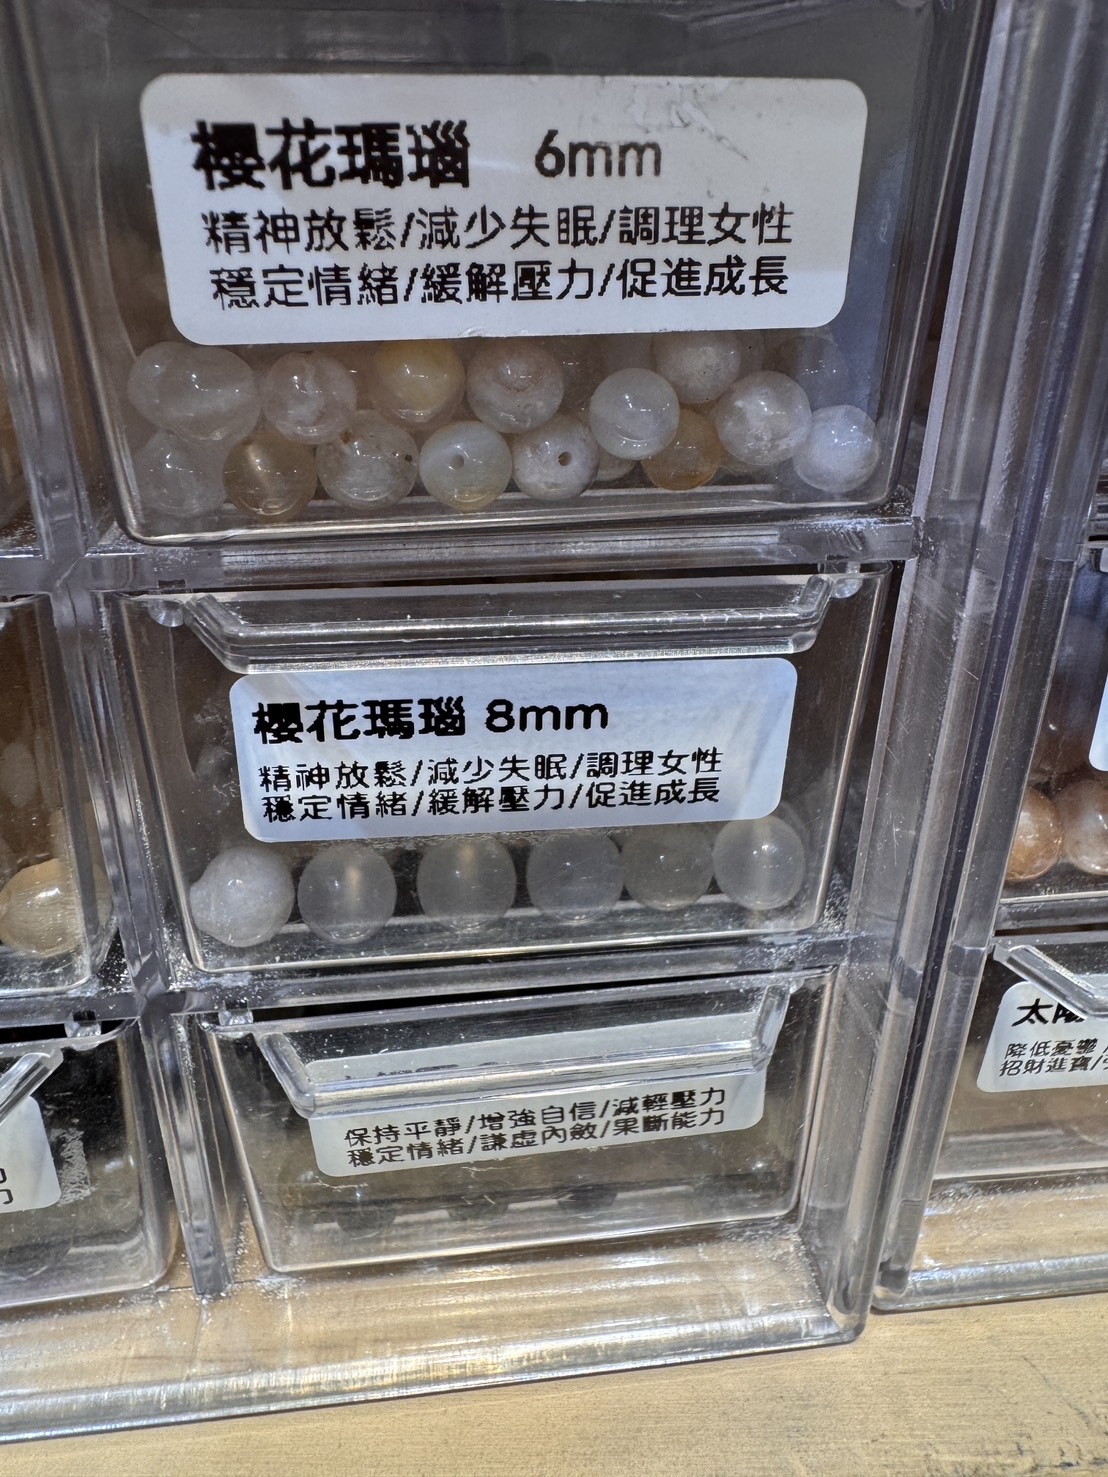 櫻花瑪瑙 6mm
精神放鬆/減少失眠/調理女性
穩定情緒/緩解壓力/促進成長
櫻花瑪瑙 8mm
精神放鬆/減少失眠/調理女性
穩定情緒/緩解壓力/促進成長
保持平靜/增強自信/減輕壓力
穩定情緒/謙虛內斂/果斷能力
太陽
降低憂鬱/
招財進寶/